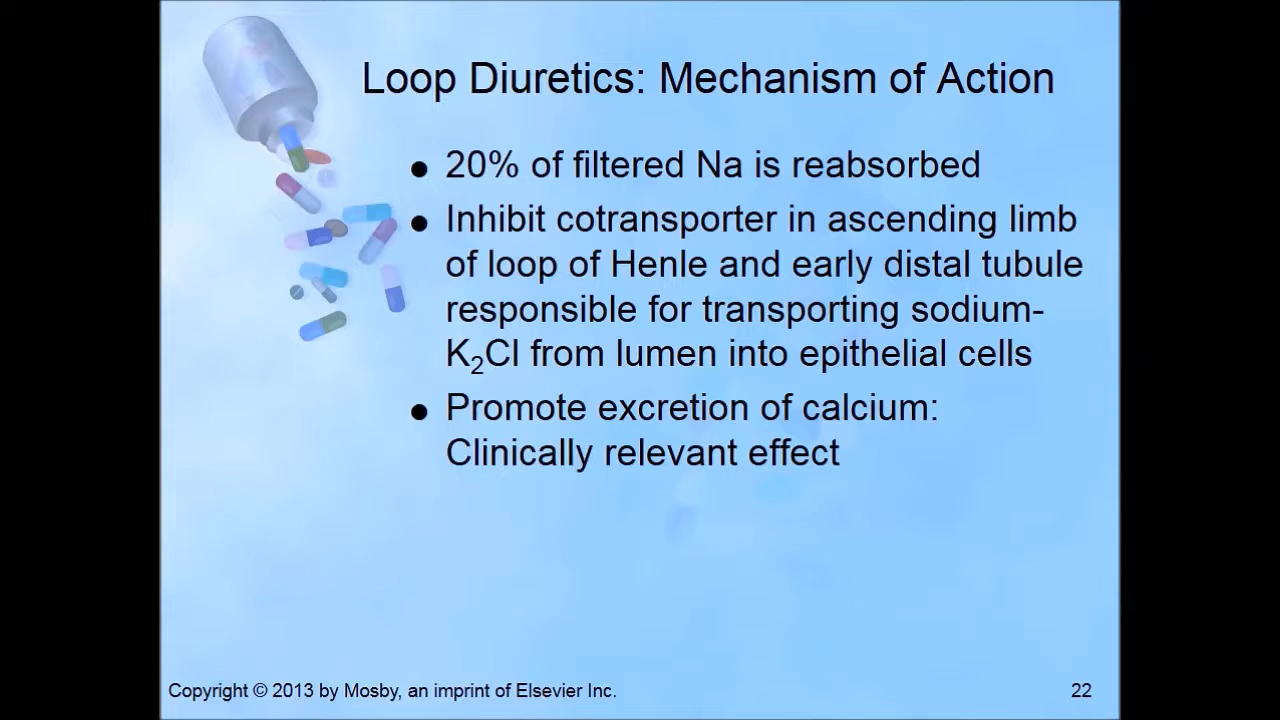 Loop Diuretics: Mechanism of Action
● 20% of filtered Na is reabsorbed
● Inhibit cotransporter in ascending limb
of loop of Henle and early distal tubule
responsible for transporting sodium-
K₂Cl from lumen into epithelial cells
● Promote excretion of calcium:
Clinically relevant effect
Copyright © 2013 by Mosby, an imprint of Elsevier Inc.
22